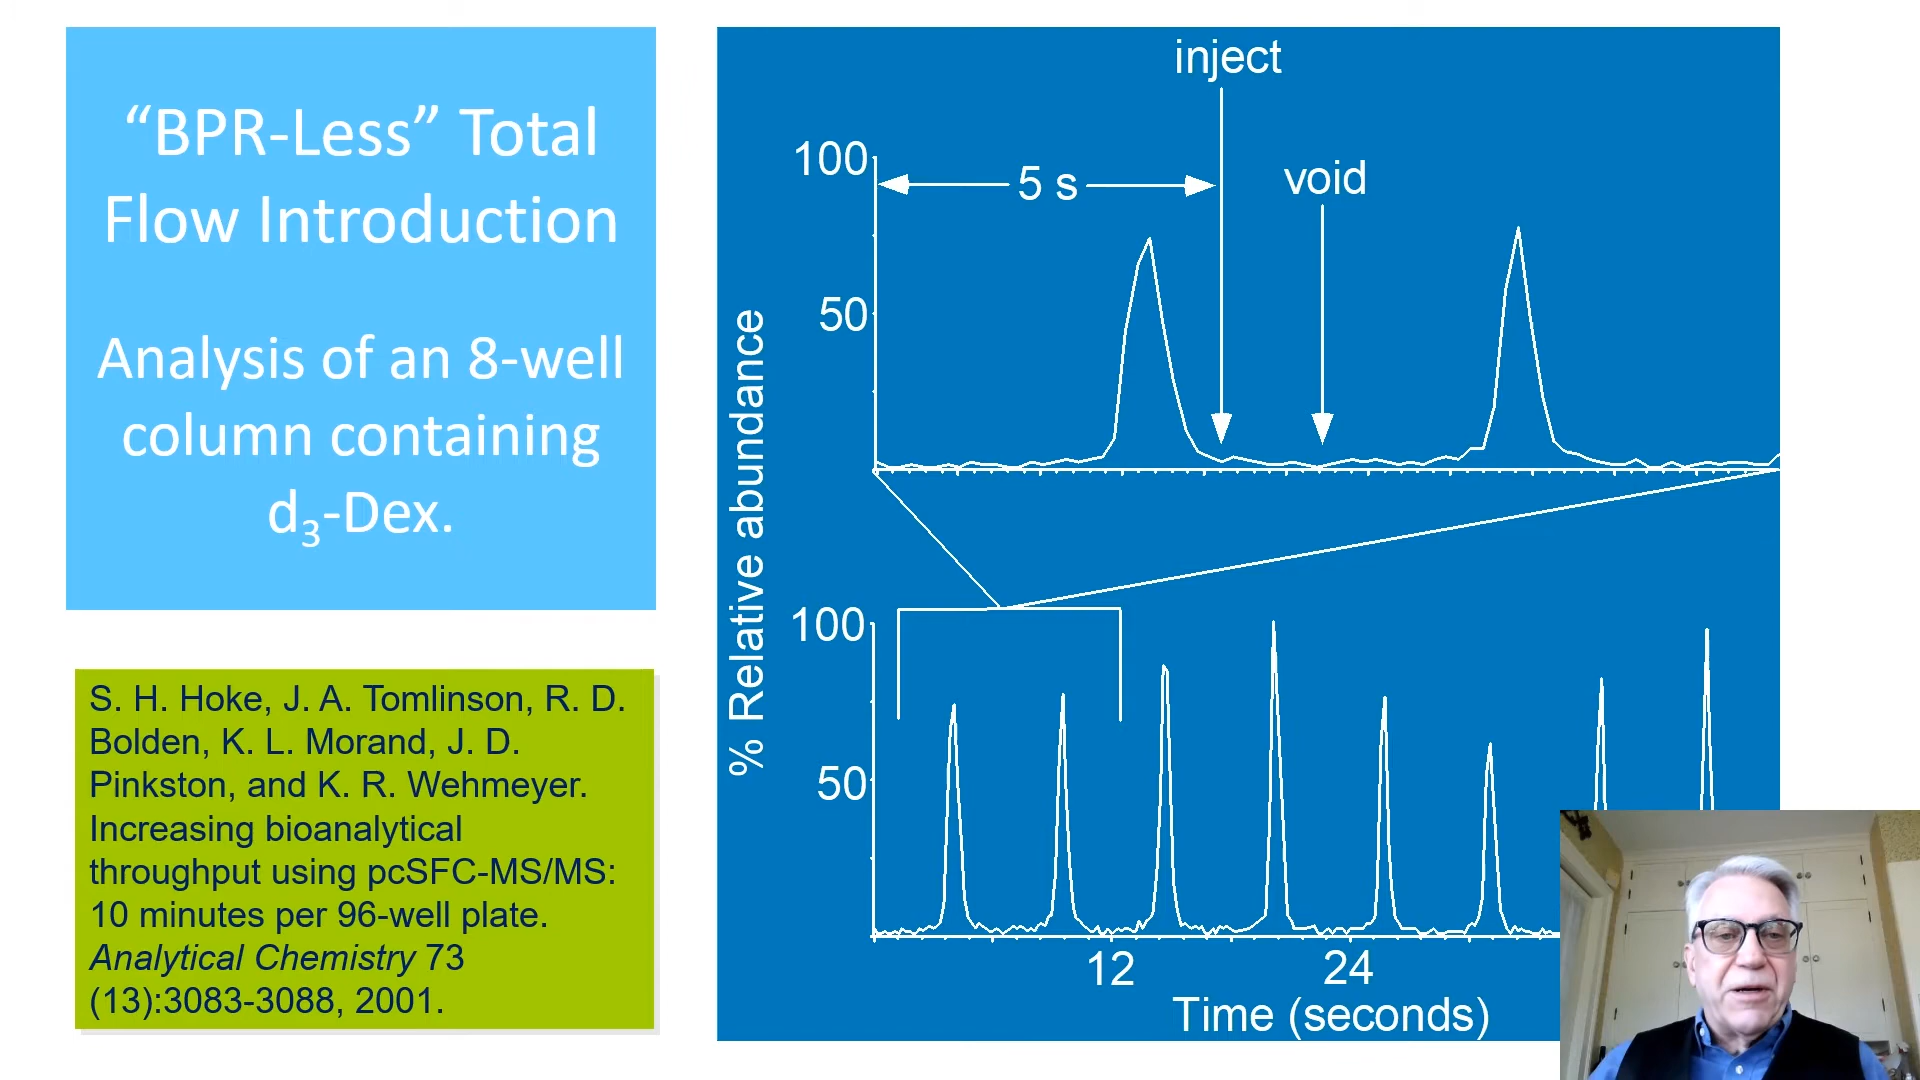 “BPR-Less” Total
Flow Introduction
Analysis of an 8-well
column containing
d₃-Dex.
S. H. Hoke, J. A. Tomlinson, R. D.
Bolden, K. L. Morand, J. D.
Pinkston, and K. R. Wehmeyer.
Increasing bioanalytical
throughput using pcSFC-MS/MS:
10 minutes per 96-well plate.
Analytical Chemistry 73
(13):3083-3088, 2001.
inject
100
5 s
void
50
% Relative abundance
100
50
12 24
Time (seconds)